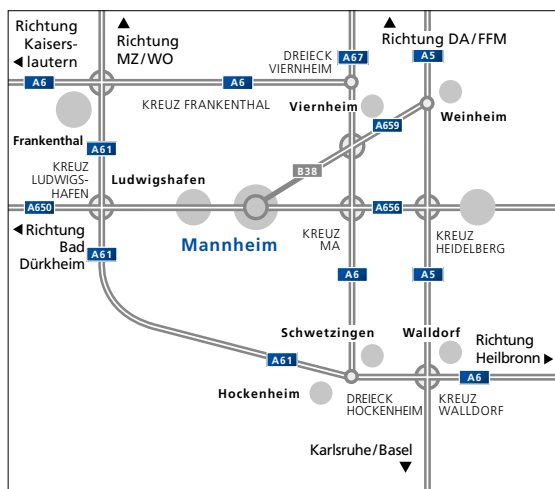 Richtung
Kaisers-
lautern
Richtung
MZ/WO
Richtung DA/FFM
DREIECK
VIERNHEIM
A67
A5
A6
A6
KREUZ FRANKENTHAL
Viernheim
Weinheim
A659
Frankenthal
A61
KREUZ
LUDWIGS-
HAFEN
Ludwigshafen
B38
A650
A656
Richtung
Bad
Dürkheim
A61
Mannheim
KREUZ
MA
KREUZ
HEIDELBERG
A6
A5
Schwetzingen
Walldorf
Richtung
Heilbronn
A61
A6
Hockenheim
DREIECK
HOCKENHEIM
KREUZ
WALLDORF
Karlsruhe/Basel